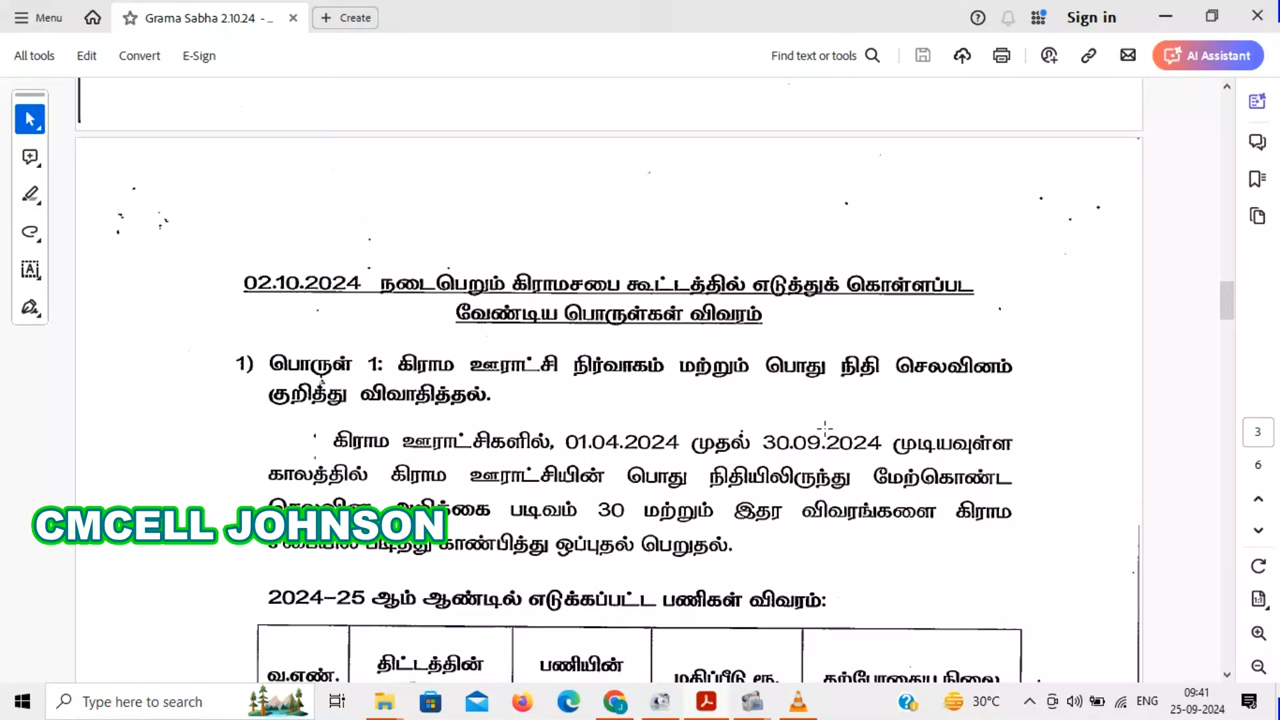 Menu
Grama Sabha 2.10.24 - ...
Create
Sign in
All tools
Edit
Convert
E-Sign
Find text or tools
AI Assistant
02.10.2024 நடைபெறும் கிராமசபை கூட்டத்தில் எடுத்துக் கொள்ளப்பட
வேண்டிய பொருள்கள் விவரம்
1) பொருள் 1: கிராம ஊராட்சி நிர்வாகம் மற்றும் பொது நிதி செலவினம்
குறித்து விவாதித்தல்.
கிராம ஊராட்சிகளில், 01.04.2024 முதல் 30.09.2024 முடியவுள்ள
காலத்தில் கிராம ஊராட்சியின் பொது நிதியிலிருந்து மேற்கொண்ட
படிவம் 30 மற்றும் இதர விவரங்களை கிராம
காண்பித்து ஒப்புதல் பெறுதல்.
CMCELL JOHNSON
2024-25 ஆம் ஆண்டில் எடுக்கப்பட்ட பணிகள் விவரம்:
வ.எண்.
திட்டத்தின்
பணியின்
மதிப்பீடு ரூ.
தற்போதைய நிலை
3
6
Type here to search
30°C
ENG
09:41
25-09-2024